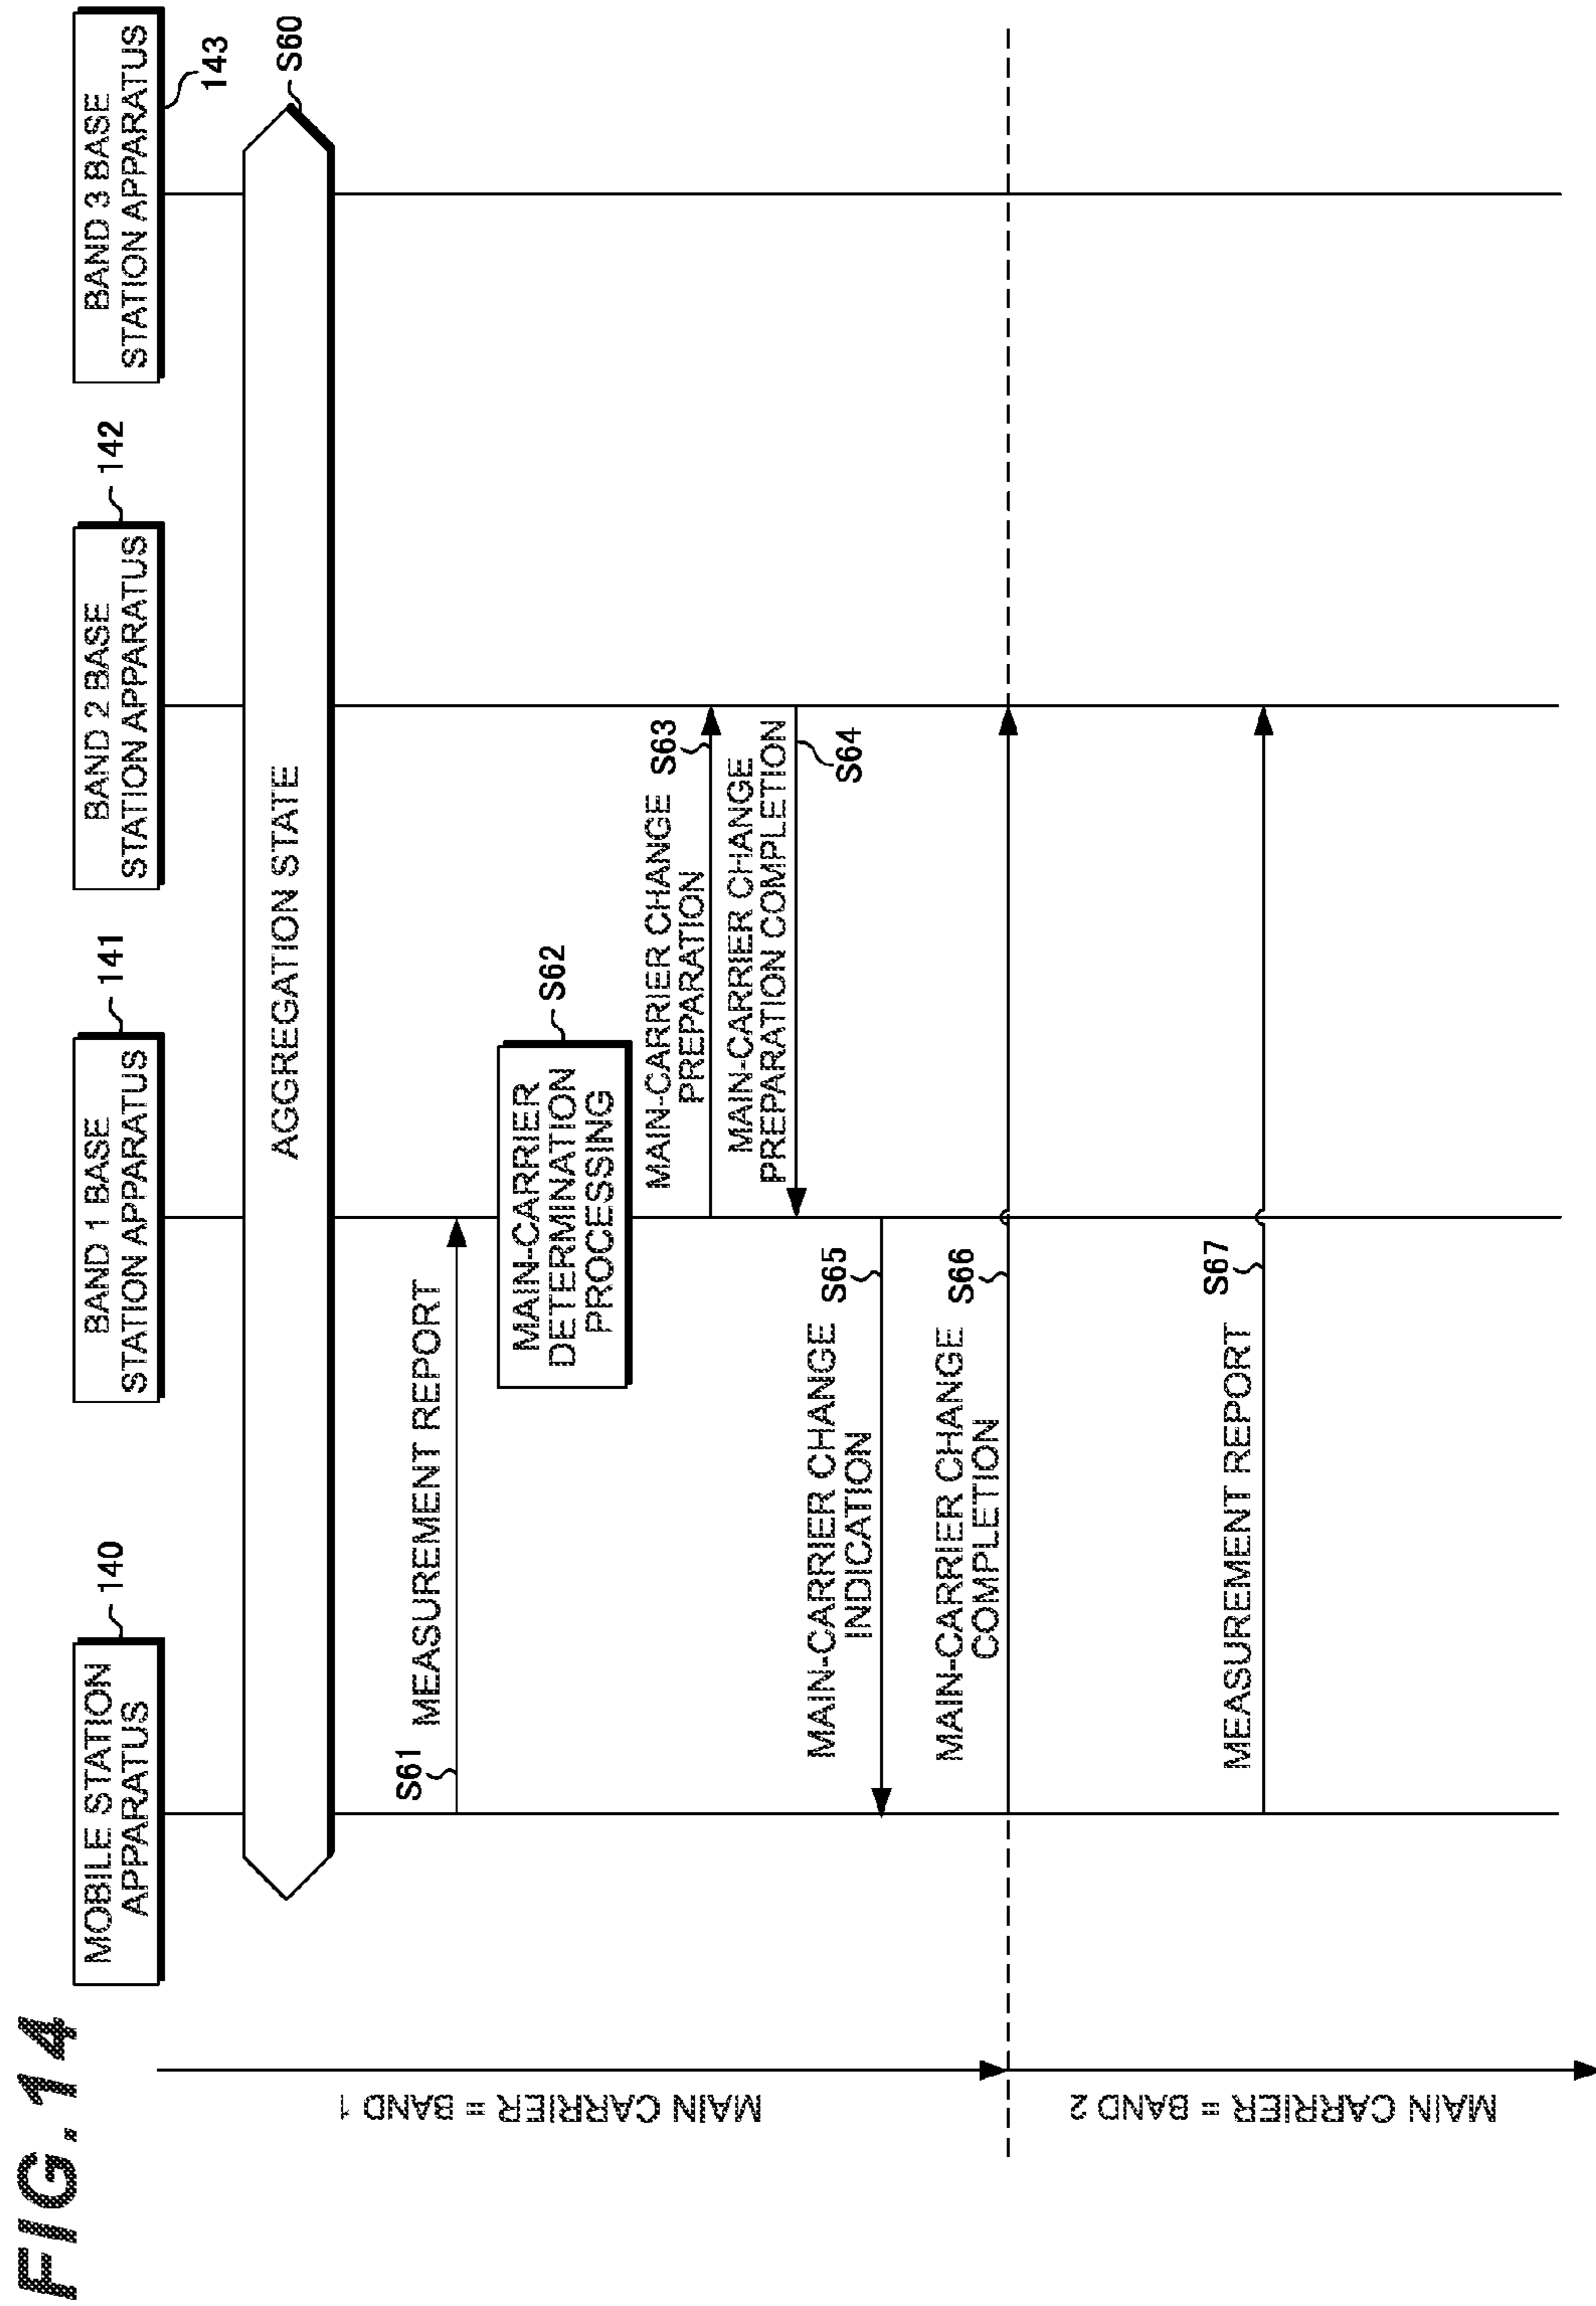 FIG. 14
MOBILE STATION
APPARATUS
140
BAND 1 BASE
STATION APPARATUS
141
BAND 2 BASE
STATION APPARATUS
142
BAND 3 BASE
STATION APPARATUS
143
AGGREGATION STATE
S60
S61
MEASUREMENT REPORT
MAIN-CARRIER
DETERMINATION
PROCESSING
S62
MAIN-CARRIER CHANGE
PREPARATION
S63
MAIN-CARRIER CHANGE
PREPARATION COMPLETION
S64
MAIN-CARRIER CHANGE
INDICATION
S65
MAIN-CARRIER CHANGE
COMPLETION
S66
MEASUREMENT REPORT
S67
MAIN CARRIER = BAND 1
MAIN CARRIER = BAND 2